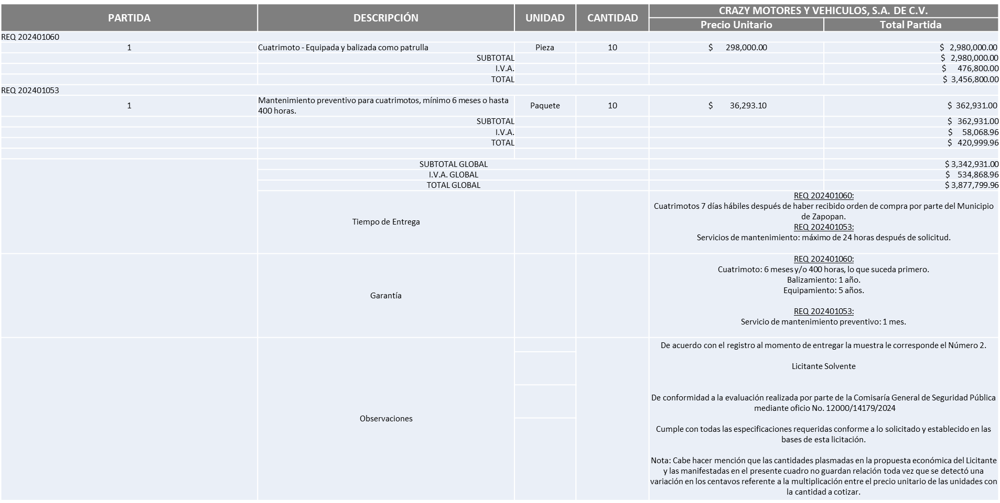 PARTIDA DESCRIPCIÓN UNIDAD CANTIDAD CRAZY MOTORES Y VEHICULOS, S.A. DE C.V.
Precio Unitario Total Partida
REQ 202401060
1 Cuatrimoto - Equipada y balizada como patrulla Pieza 10 $ 298,000.00 $ 2,980,000.00
SUBTOTAL $ 2,980,000.00
I.V.A. $ 476,800.00
TOTAL $ 3,456,800.00
REQ 202401053
1 Mantenimiento preventivo para cuatrimotos, mínimo 6 meses o hasta
400 horas. Paquete 10 $ 36,293.10 $ 362,931.00
SUBTOTAL $ 362,931.00
I.V.A. $ 58,068.96
TOTAL $ 420,999.96
SUBTOTAL GLOBAL $ 3,342,931.00
I.V.A. GLOBAL $ 534,868.96
TOTAL GLOBAL $ 3,877,799.96
Tiempo de Entrega
REQ 202401060:
Cuatrimotos 7 días hábiles después de haber recibido orden de compra por parte del Municipio
de Zapopan.
REQ 202401053:
Servicios de mantenimiento: máximo de 24 horas después de solicitud.
Garantía
REQ 202401060:
Cuatrimoto: 6 meses y/o 400 horas, lo que suceda primero.
Balizamiento: 1 año.
Equipamiento: 5 años.
REQ 202401053:
Servicio de mantenimiento preventivo: 1 mes.
Observaciones
De acuerdo con el registro al momento de entregar la muestra le corresponde el Número 2.
Licitante Solvente
De conformidad a la evaluación realizada por parte de la Comisaría General de Seguridad Pública
mediante oficio No. 12000/14179/2024
Cumple con todas las especificaciones requeridas conforme a lo solicitado y establecido en las
bases de esta licitación.
Nota: Cabe hacer mención que las cantidades plasmadas en la propuesta económica del Licitante
y las manifestadas en el presente cuadro no guardan relación toda vez que se detectó una
variación en los centavos referente a la multiplicación entre el precio unitario de las unidades con
la cantidad a cotizar.